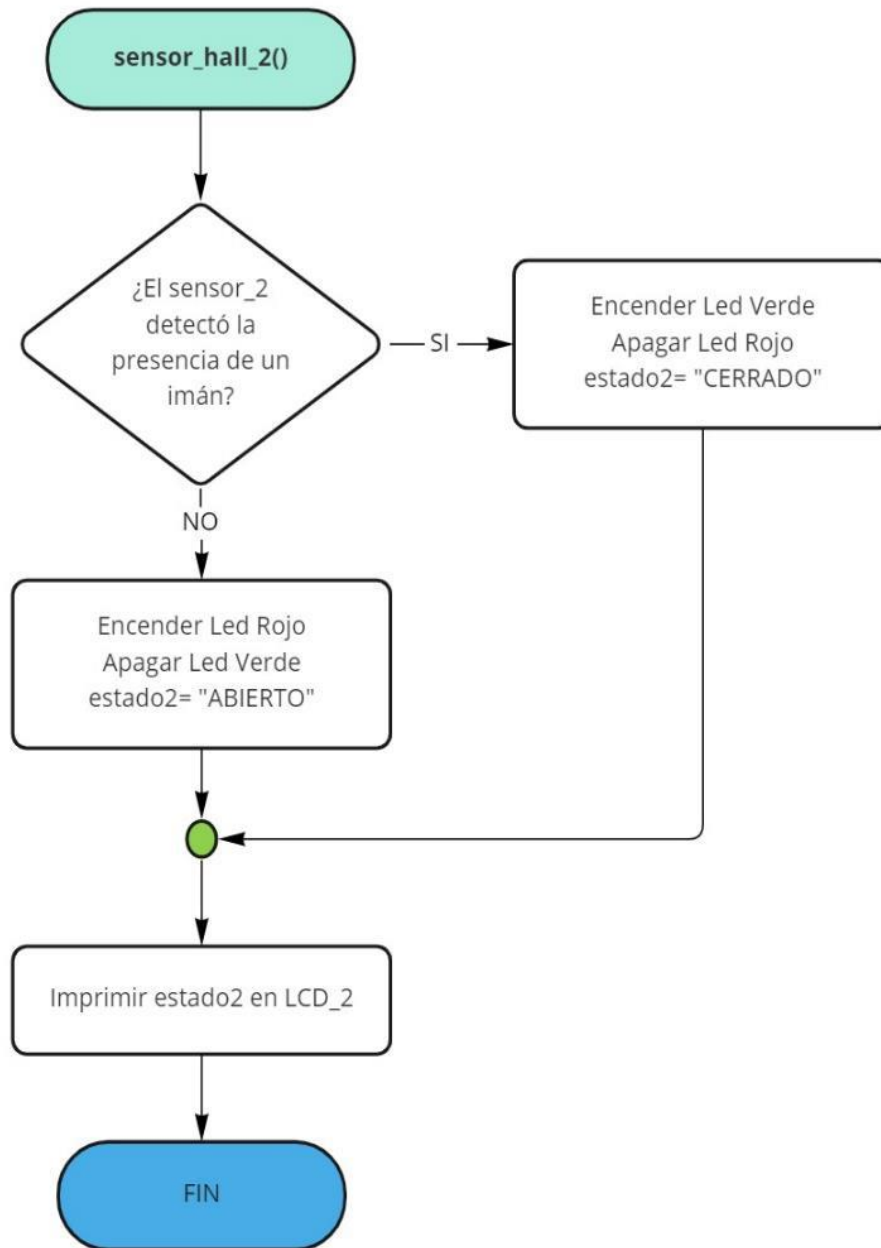 sensor_hall_2()
¿El sensor_2
detectó la
presencia de un
imán?
SI
Encender Led Verde
Apagar Led Rojo
estado2= "CERRADO"
NO
Encender Led Rojo
Apagar Led Verde
estado2= "ABIERTO"
Imprimir estado2 en LCD_2
FIN